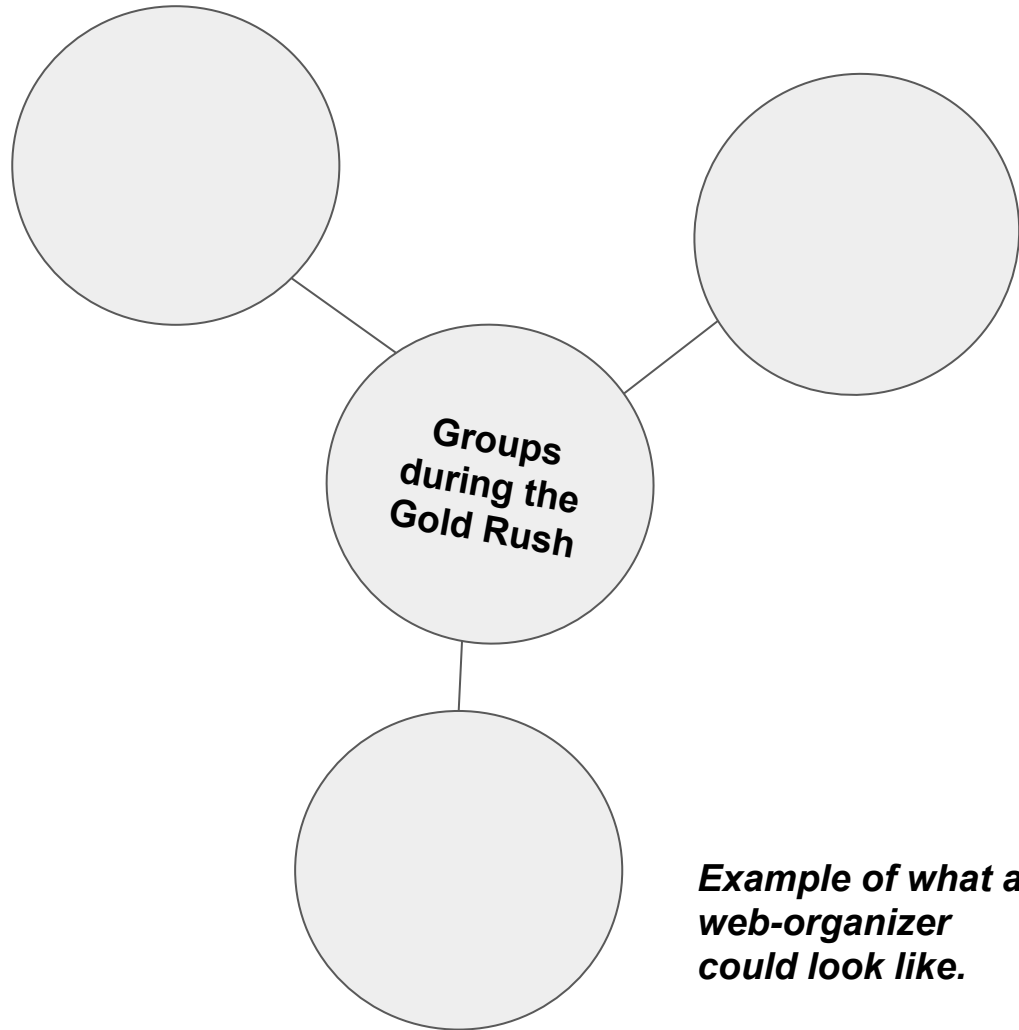 Groups
during the
Gold Rush
Example of what a
web-organizer
could look like.